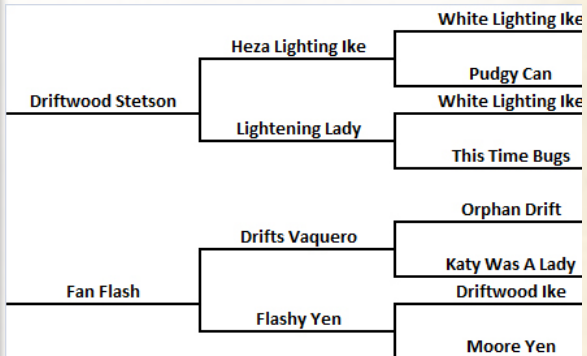 White Lighting Ike
Heza Lighting Ike
Pudgy Can
Driftwood Stetson
White Lighting Ike
Lightening Lady
This Time Bugs
Orphan Drift
Drifts Vaquero
Katy Was A Lady
Fan Flash
Driftwood Ike
Flashy Yen
Moore Yen